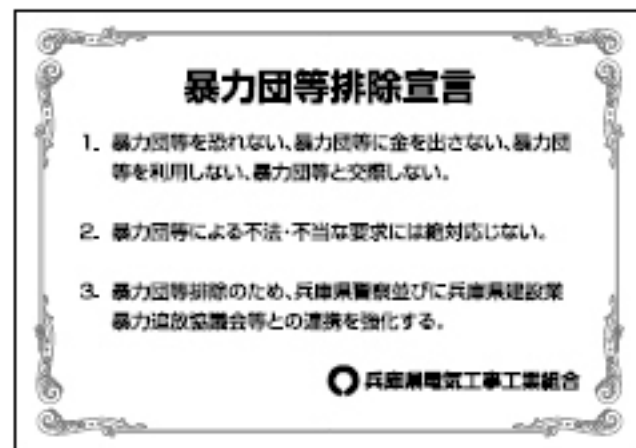 暴力団等排除宣言
1. 暴力団等を恐れない、暴力団等に金を出さない、暴力団
等を利用しない、暴力団等と交際しない。
2. 暴力団等による不法・不当な要求には絶対応じない。
3. 暴力団等排除のため、兵庫県警察並びに兵庫県建設業
暴力追放協議会等との連携を強化する。
兵庫県電気工事工業組合